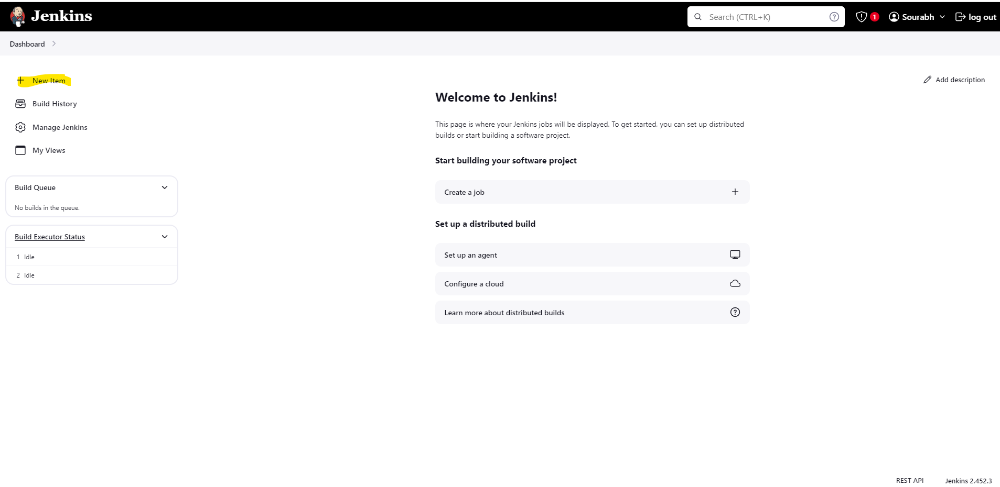 Jenkins
Search (CTRL+K)
1
Sourabh
log out
Dashboard
New Item
Build History
Manage Jenkins
My Views
Build Queue
No builds in the queue.
Build Executor Status
1 Idle
2 Idle
Add description
Welcome to Jenkins!
This page is where your Jenkins jobs will be displayed. To get started, you can set up distributed
builds or start building a software project.
Start building your software project
Create a job
Set up a distributed build
Set up an agent
Configure a cloud
Learn more about distributed builds
REST API
Jenkins 2.452.3